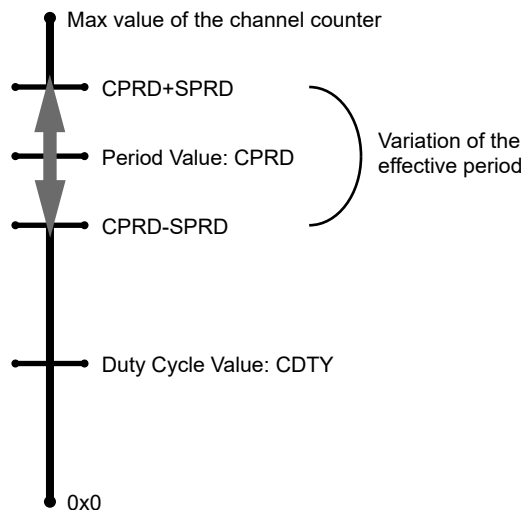 Max value of the channel counter
CPRD+SPRD
Period Value: CPRD
Variation of the
effective period
CPRD-SPRD
Duty Cycle Value: CDTY
0x0